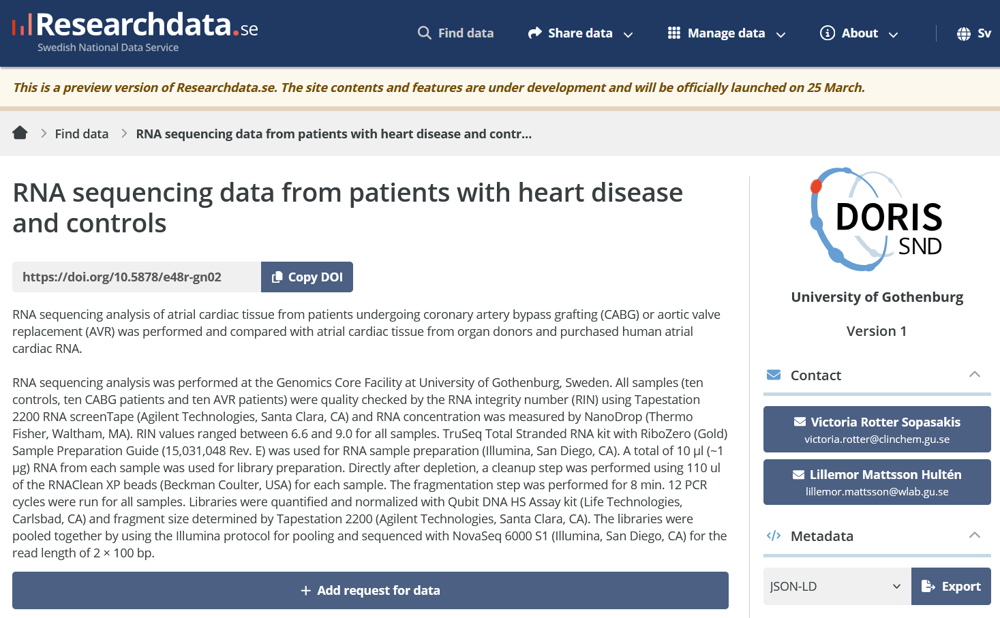 Researchdata.se
Swedish National Data Service
Find data
Share data
Manage data
About
Sv
This is a preview version of Researchdata.se. The site contents and features are under development and will be officially launched on 25 March.
Find data
RNA sequencing data from patients with heart disease and contr...
RNA sequencing data from patients with heart disease
and controls
https://doi.org/10.5878/e48r-gn02
Copy DOI
RNA sequencing analysis of atrial cardiac tissue from patients undergoing coronary artery bypass grafting (CABG) or aortic valve
replacement (AVR) was performed and compared with atrial cardiac tissue from organ donors and purchased human atrial
cardiac RNA.
RNA sequencing analysis was performed at the Genomics Core Facility at University of Gothenburg, Sweden. All samples (ten
controls, ten CABG patients and ten AVR patients) were quality checked by the RNA integrity number (RIN) using Tapestation
2200 RNA screenTape (Agilent Technologies, Santa Clara, CA) and RNA concentration was measured by NanoDrop (Thermo
Fisher, Waltham, MA). RIN values ranged between 6.6 and 9.0 for all samples. TruSeq Total Stranded RNA kit with RiboZero (Gold)
Sample Preparation Guide (15,031,048 Rev. E) was used for RNA sample preparation (Illumina, San Diego, CA). A total of 10 μl (~1
μg) RNA from each sample was used for library preparation. Directly after depletion, a cleanup step was performed using 110 ul
of the RNAClean XP beads (Beckman Coulter, USA) for each sample. The fragmentation step was performed for 8 min. 12 PCR
cycles were run for all samples. Libraries were quantified and normalized with Qubit DNA HS Assay kit (Life Technologies,
Carlsbad, CA) and fragment size determined by Tapestation 2200 (Agilent Technologies, Santa Clara, CA). The libraries were
pooled together by using the Illumina protocol for pooling and sequenced with NovaSeq 6000 S1 (Illumina, San Diego, CA) for the
read length of 2 × 100 bp.
Add request for data
DORIS
SND
University of Gothenburg
Version 1
Contact
Victoria Rotter Sopasakis
victoria.rotter@clinchem.gu.se
Lillemor Mattsson Hultén
lillemor.mattsson@wlab.gu.se
Metadata
JSON-LD
Export